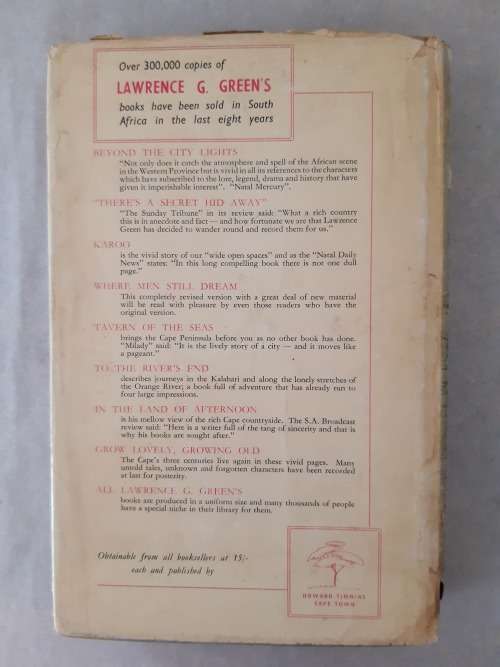 Over 300,000 copies of
LAWRENCE G. GREEN'S
books have been sold in South
Africa in the last eight years
BEYOND THE CITY LIGHTS
"Not only does it catch the atmosphere and spell of the African scene
in the Western Province but is vivid in all its references to the characters
which have subscribed to the lore, legend, drama and history that have
given it imperishable interest". "Natal Mercury".
"THERE'S A SECRET HID AWAY"
"The Sunday Tribune" in its review said: "What a rich country
this is in anecdote and fact — and how fortunate we are that Lawrence
Green has decided to wander round and record them for us."
KAROO
is the vivid story of our "wide open spaces" and as the "Natal Daily
News" states: "In this long compelling book there is not one dull
page."
WHERE MEN STILL DREAM
This completely revised version with a great deal of new material
will be read with pleasure by even those readers who have the
original version.
TAVERN OF THE SEAS
brings the Cape Peninsula before you as no other book has done.
"Milady" said: "It is the lively story of a city — and it moves like
a pageant."
TO THE RIVER'S END
describes journeys in the Kalahari and along the lonely stretches of
the Orange River; a book full of adventure that has already run to
four large impressions.
IN THE LAND OF AFTERNOON
is his mellow view of the rich Cape countryside. The S.A. Broadcast
review said: "Here is a writer full of the tang of sincerity and that is
why his books are sought after."
GROW LOVELY, GROWING OLD
The Cape's three centuries live again in these vivid pages. Many
untold tales, unknown and forgotten characters have been recorded
at last for posterity.
ALL LAWRENCE G. GREEN'S
books are produced in a uniform size and many thousands of people
have a special niche in their library for them.
Obtainable from all booksellers at 15/-
each and published by
HOWARD TIMMINS
CAPE TOWN